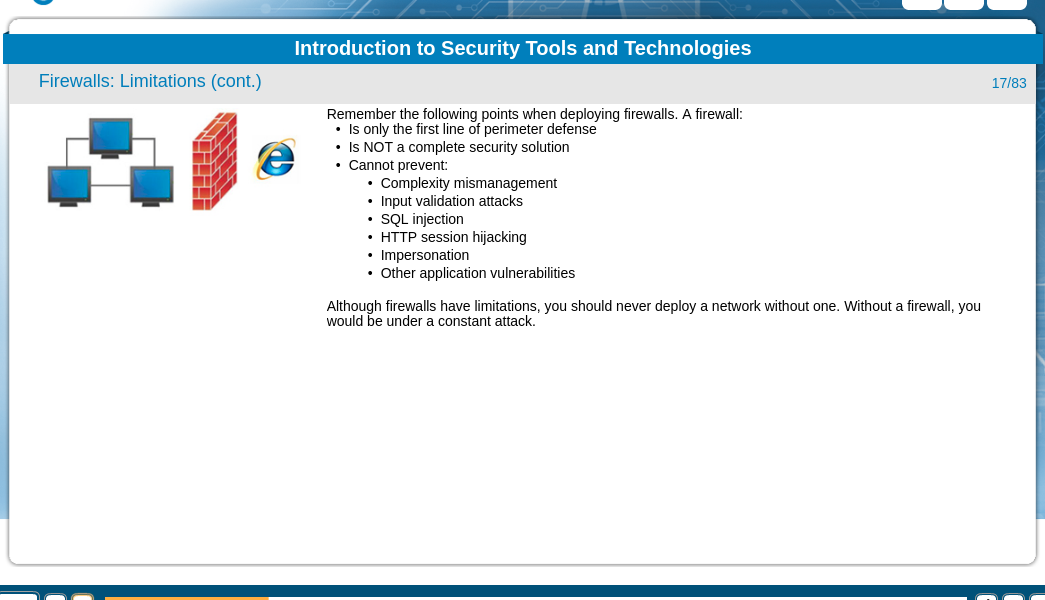 Introduction to Security Tools and Technologies
Firewalls: Limitations (cont.)
17/83
Remember the following points when deploying firewalls. A firewall:
• Is only the first line of perimeter defense
• Is NOT a complete security solution
• Cannot prevent:
• Complexity mismanagement
• Input validation attacks
• SQL injection
• HTTP session hijacking
• Impersonation
• Other application vulnerabilities
Although firewalls have limitations, you should never deploy a network without one. Without a firewall, you
would be under a constant attack.